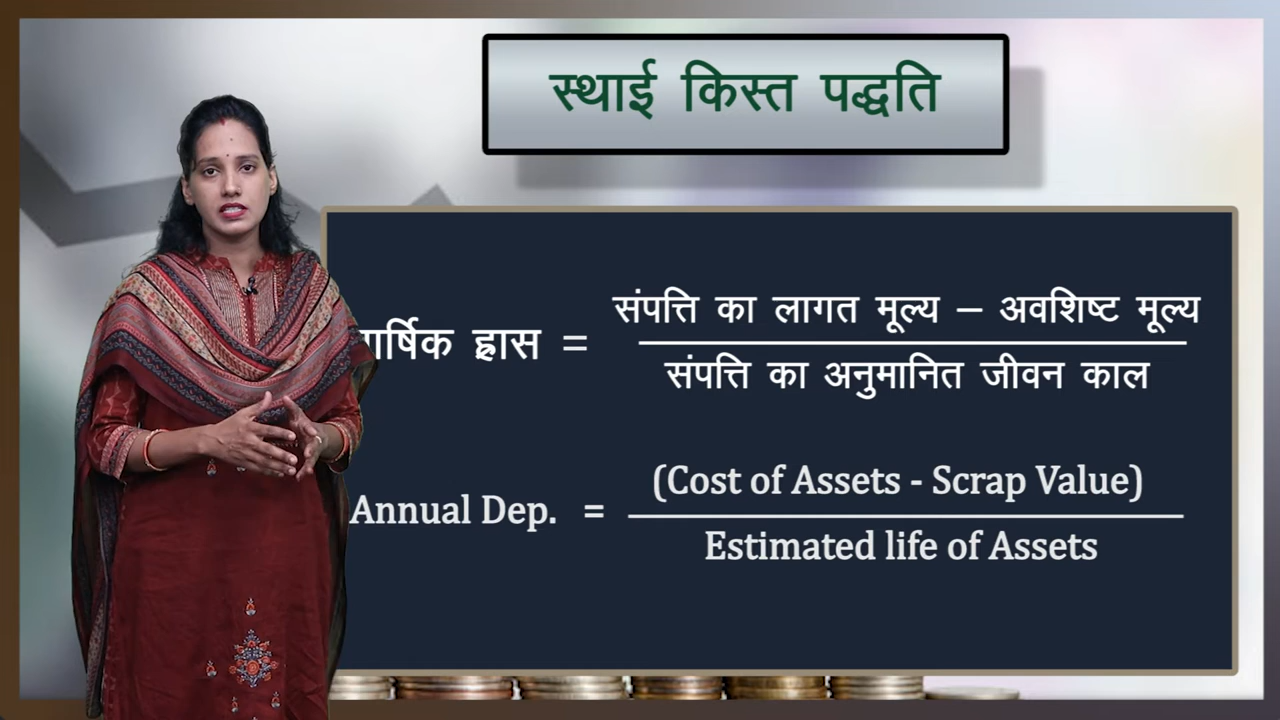 स्थाई किस्त पद्धति
संपत्ति का लागत मूल्य – अवशिष्ट मूल्य
ह्रास =
संपत्ति का अनुमानित जीवन काल
(Cost of Assets - Scrap Value)
Annual Dep. =
Estimated life of Assets